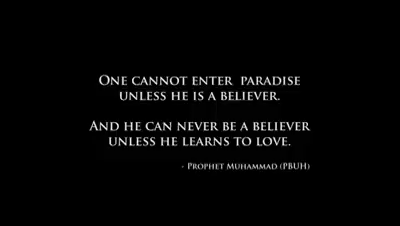 One cannot enter paradise
unless he is a believer.
And he can never be a believer
unless he learns to love.
- Prophet Muhammad (PBUH)